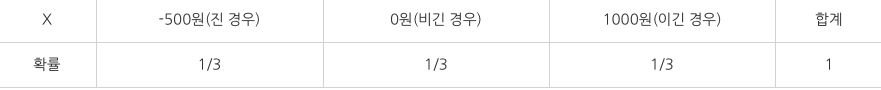 X -500원(진 경우) 0원(비긴 경우) 1000원(이긴 경우) 합계
확률 1/3 1/3 1/3 1